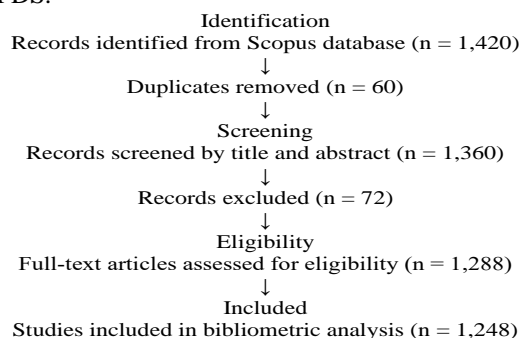 Identification
Records identified from Scopus database (n = 1,420)
↓
Duplicates removed (n = 60)
↓
Screening
Records screened by title and abstract (n = 1,360)
↓
Records excluded (n = 72)
↓
Eligibility
Full-text articles assessed for eligibility (n = 1,288)
↓
Included
Studies included in bibliometric analysis (n = 1,248)